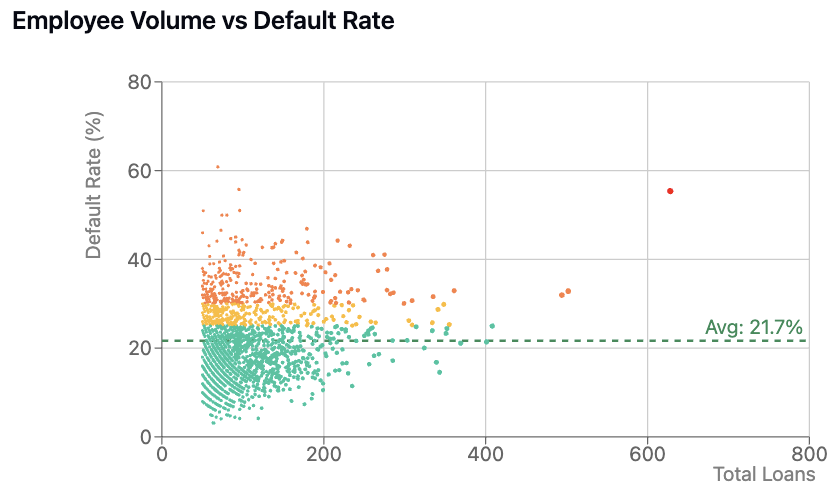 Employee Volume vs Default Rate
Default Rate (%)
80
60
40
20
0
Avg: 21.7%
0 200 400 600 800
Total Loans